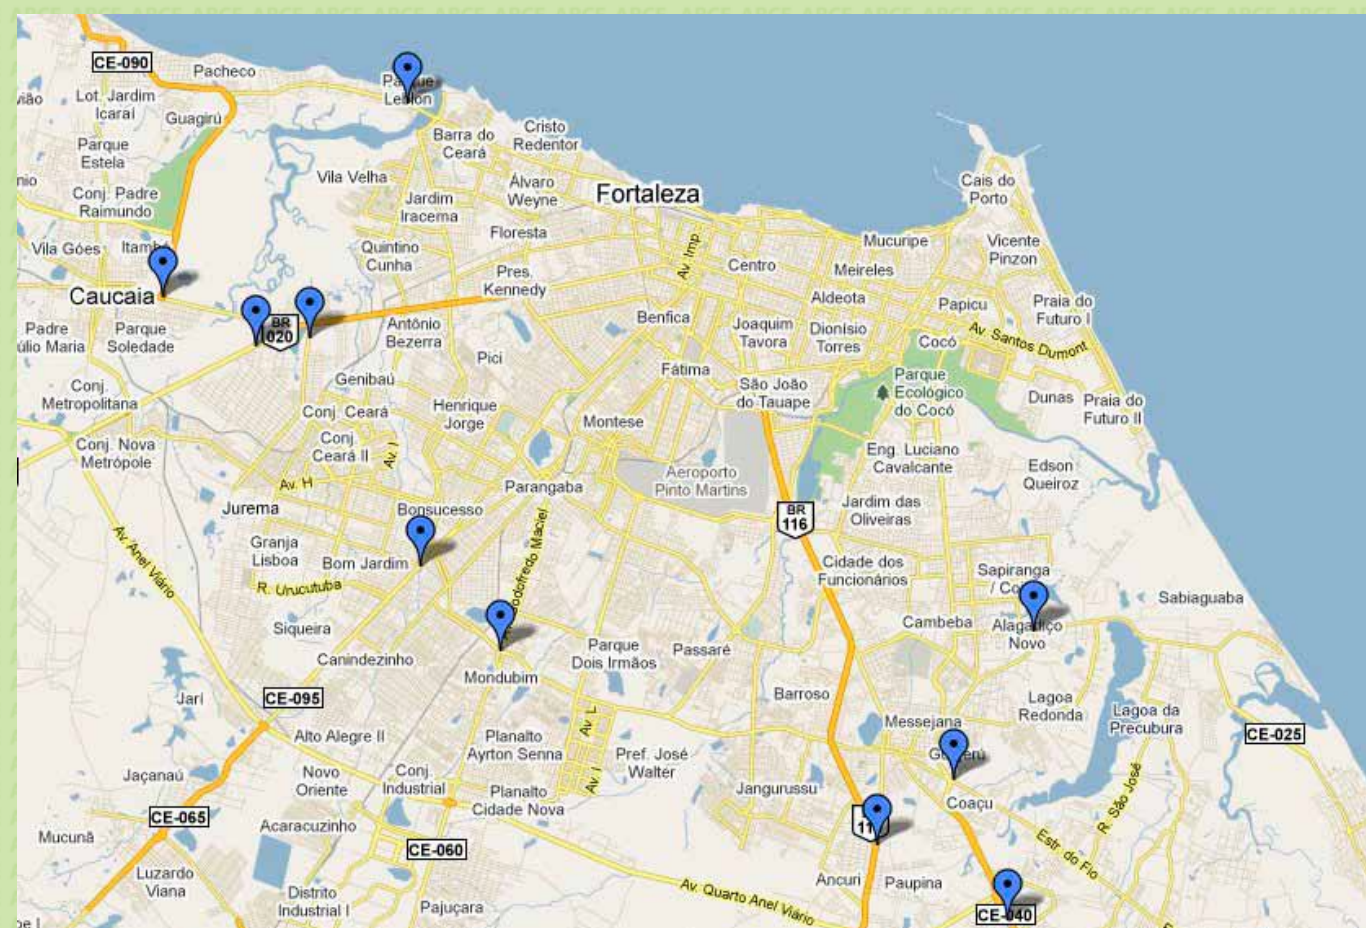 CE-090
Pacheco
Parque
Leblon
Lot. Jardim
Icaraí
Guagirú
Parque
Estela
Barra do
Ceará
Cristo
Redentor
Vila Velha
Conj. Padre
Raimundo
Jardim
Iracema
Álvaro
Weyne
Fortaleza
Cais do
Porto
Floresta
Vila Góes
Quintino
Cunha
Av. Imp.
Mucuripe
Vicente
Pinzon
Centro
Meireles
Pres.
Kennedy
Caucaia
Aldeota
Papicu
Praia do
Futuro I
Padre
Parque
Soledade
BR
020
Antônio
Bezerra
Benfica
Joaquim
Tavora
Dionísio
Torres
Cocó
Av. Santos Dumont
Pici
Fátima
Genibaú
São João
do Tauape
Parque
Ecológico
do Cocó
Conj.
Metropolitana
Conj. Ceará
Henrique
Jorge
Dunas
Praia do
Futuro II
Montese
Conj. Nova
Metrópole
Conj.
Ceará II
Av. I
Eng. Luciano
Cavalcante
Aeroporto
Pinto Martins
Edson
Queiroz
Av. H
Parangaba
Jurema
Bonsucesso
BR
116
Jardim das
Oliveiras
Av. Anel Viário
Granja
Lisboa
Bom Jardim
Cidade dos
Funcionários
Sapiranga
R. Urucutuba
Sabiaguaba
Siqueira
Cambeba
Alagadiço
Novo
Canindezinho
Parque
Dois Irmãos
Passaré
Mondubim
Jarí
CE-095
Barroso
Lagoa
Redonda
Lagoa da
Precubura
Av. L
Messejana
Alto Alegre II
Planalto
Ayrton Senna
CE-025
Pref. José
Walter
Jaçanaú
Novo
Oriente
Conj.
Industrial
Av. I
Jangurussu
R. São José
Planalto
Cidade Nova
Coaçu
CE-065
Acaracuzinho
Mucunã
CE-060
Estr. do Fio
Luzardo
Viana
Ancuri
Paupina
Distrito
Industrial I
Pajuçara
Av. Quarto Anel Viário
CE-040